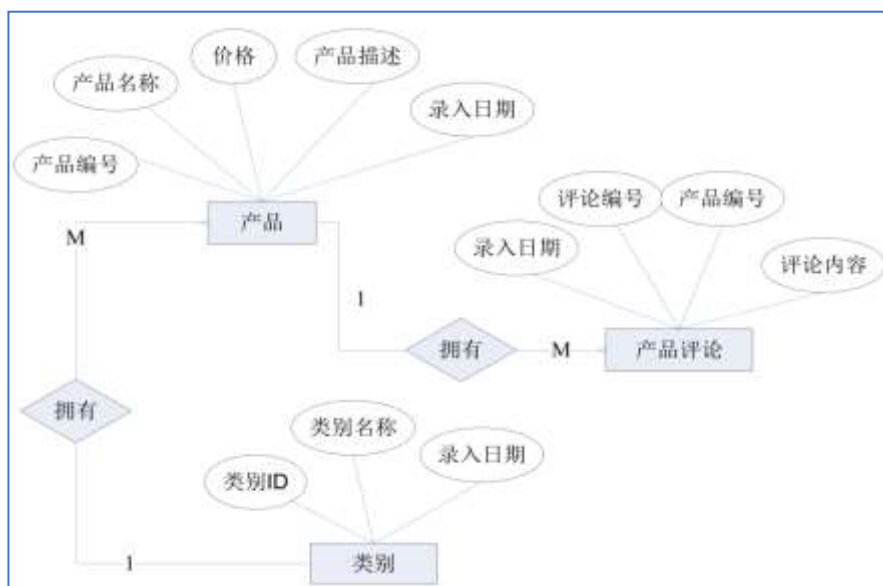 价格
产品描述
产品名称
录入日期
产品编号
产品
M
评论编号
产品编号
录入日期
评论内容
1
拥有
M
产品评论
拥有
类别名称
录入日期
类别ID
1
类别